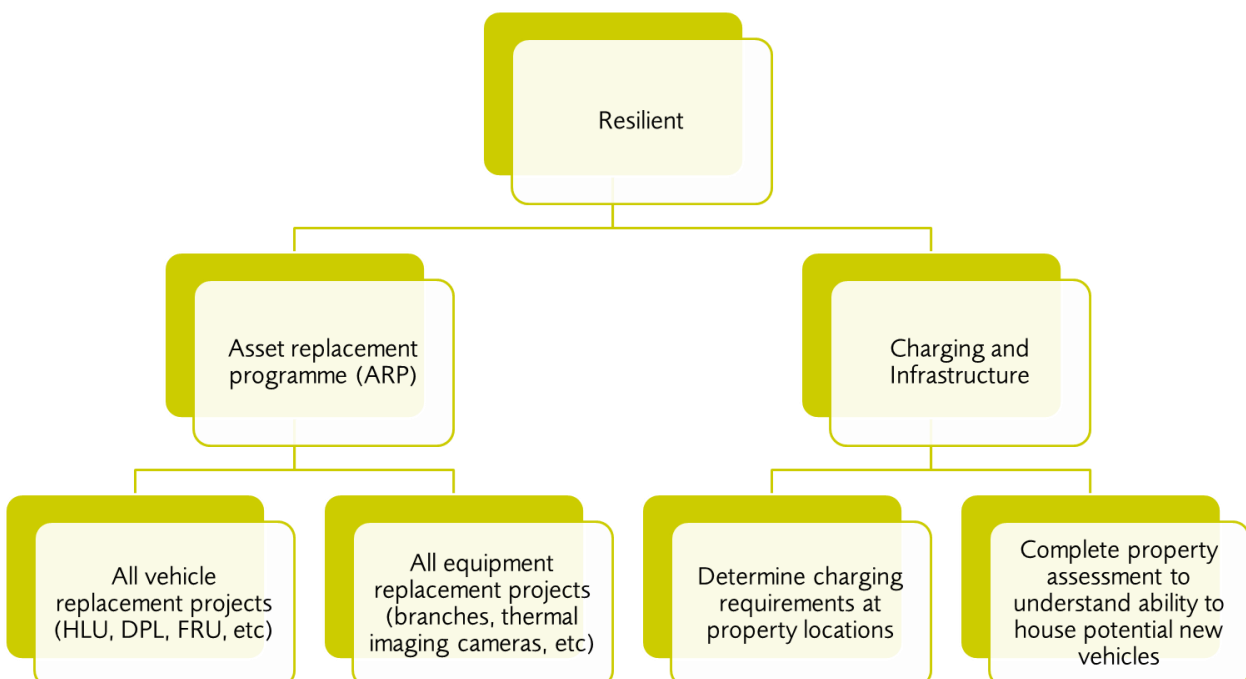 Resilient
Asset replacement
programme (ARP)
Charging and
Infrastructure
All vehicle
replacement projects
(HLU, DPL, FRU, etc)
All equipment
replacement projects
(branches, thermal
imaging cameras, etc)
Determine charging
requirements at
property locations
Complete property
assessment to
understand ability to
house potential new
vehicles